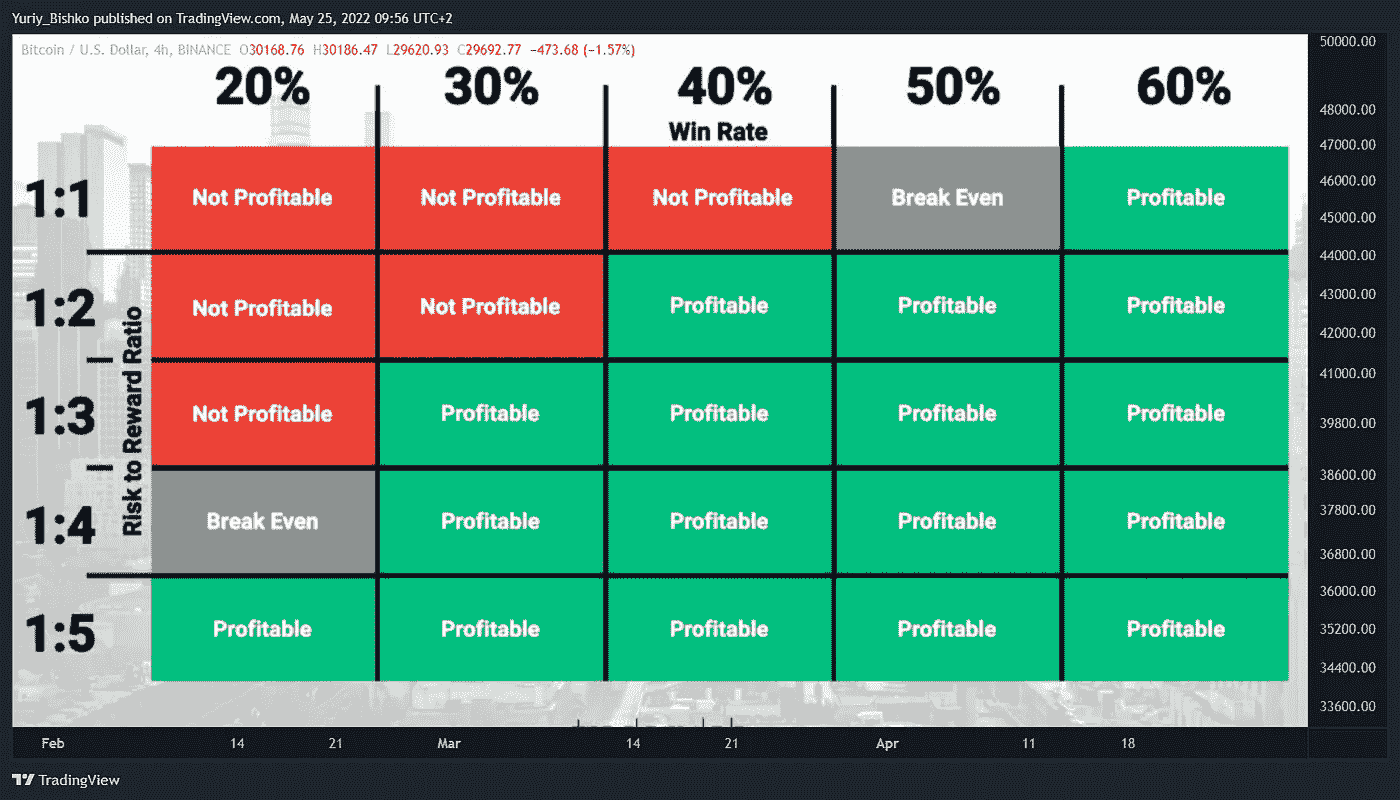 Yuriy_Bishko published on TradingView.com, May 25, 2022 09:56 UTC+2
Bitcoin / U.S. Dollar, 4h, BINANCE O30168.76 H30186.47 L29620.93 C29692.77 −473.68 (−1.57%)
20% 30% 40% 50% 60%
Win Rate
1:1 Not Profitable Not Profitable Not Profitable Break Even Profitable
1:2 Not Profitable Not Profitable Profitable Profitable Profitable
Risk to Reward Ratio
1:3 Not Profitable Profitable Profitable Profitable Profitable
1:4 Break Even Profitable Profitable Profitable Profitable
1:5 Profitable Profitable Profitable Profitable Profitable
50000.00
48000.00
47000.00
46000.00
45000.00
44000.00
43000.00
42000.00
41000.00
39800.00
38600.00
37800.00
36800.00
36000.00
35200.00
34400.00
33600.00
Feb 14 21 Mar 14 21 Apr 11 18
TradingView